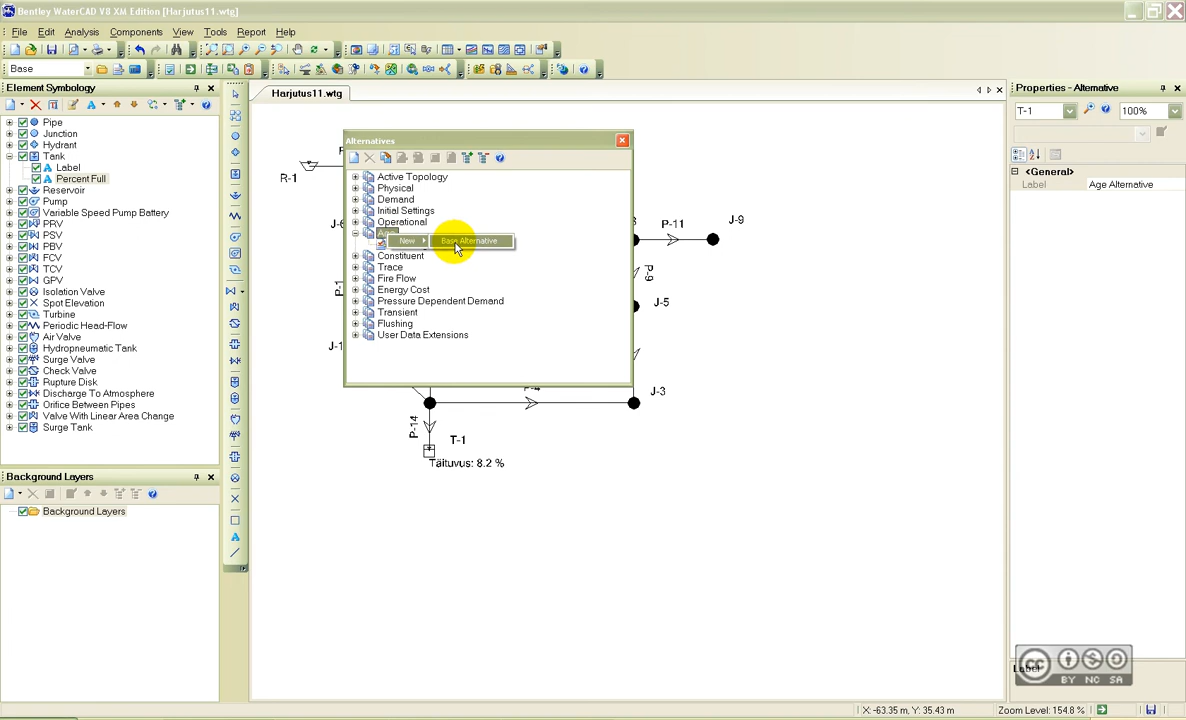 Bentley WaterCAD V8 XM Edition [Harjutus11.wtg]
File Edit Analysis Components View Tools Report Help
Base
Element Symbology
Pipe
Junction
Hydrant
Tank
Label
Percent Full
Reservoir
Pump
Variable Speed Pump Battery
PRV
PSV
PBV
FCV
TCV
GPV
Isolation Valve
Spot Elevation
Turbine
Periodic Head-Flow
Air Valve
Hydropneumatic Tank
Surge Valve
Check Valve
Rupture Disk
Discharge To Atmosphere
Orifice Between Pipes
Valve With Linear Area Change
Surge Tank
Background Layers
Background Layers
Harjutus11.wtg
R-1
Alternatives
Active Topology
Physical
Demand
Initial Settings
Operational
New
Base Alternative
Constituent
Trace
Fire Flow
Energy Cost
Pressure Dependent Demand
Transient
Flushing
User Data Extensions
P-11
J-9
P-9
J-5
J-3
P-14
T-1
Täituvus: 8.2 %
Properties - Alternative
T-1
100%
<General>
Label Age Alternative
Label
CC BY NC SA
X: -63.35 m, Y: 35.43 m
Zoom Level: 154.8 %